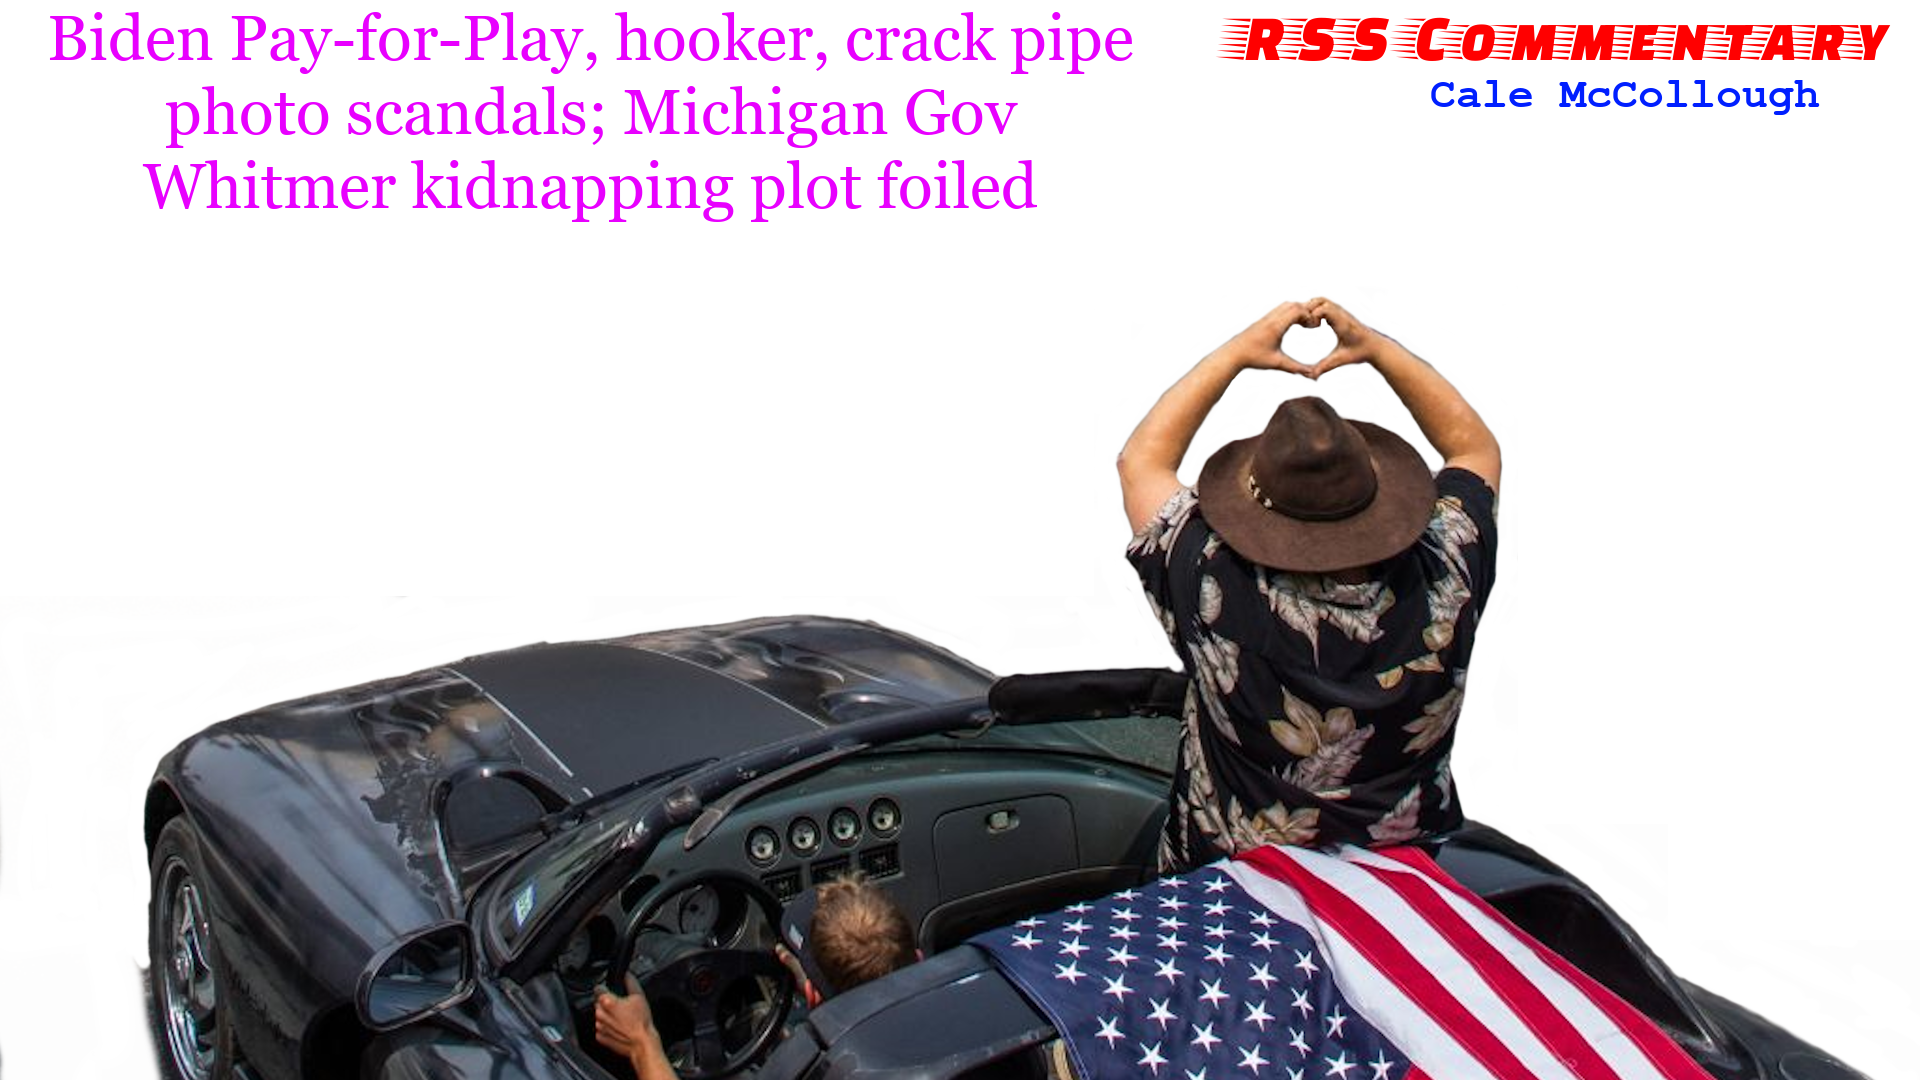 Biden Pay-for-Play, hooker, crack pipe
photo scandals; Michigan Gov
Whitmer kidnapping plot foiled
RSS Commentary
Cale McCollough